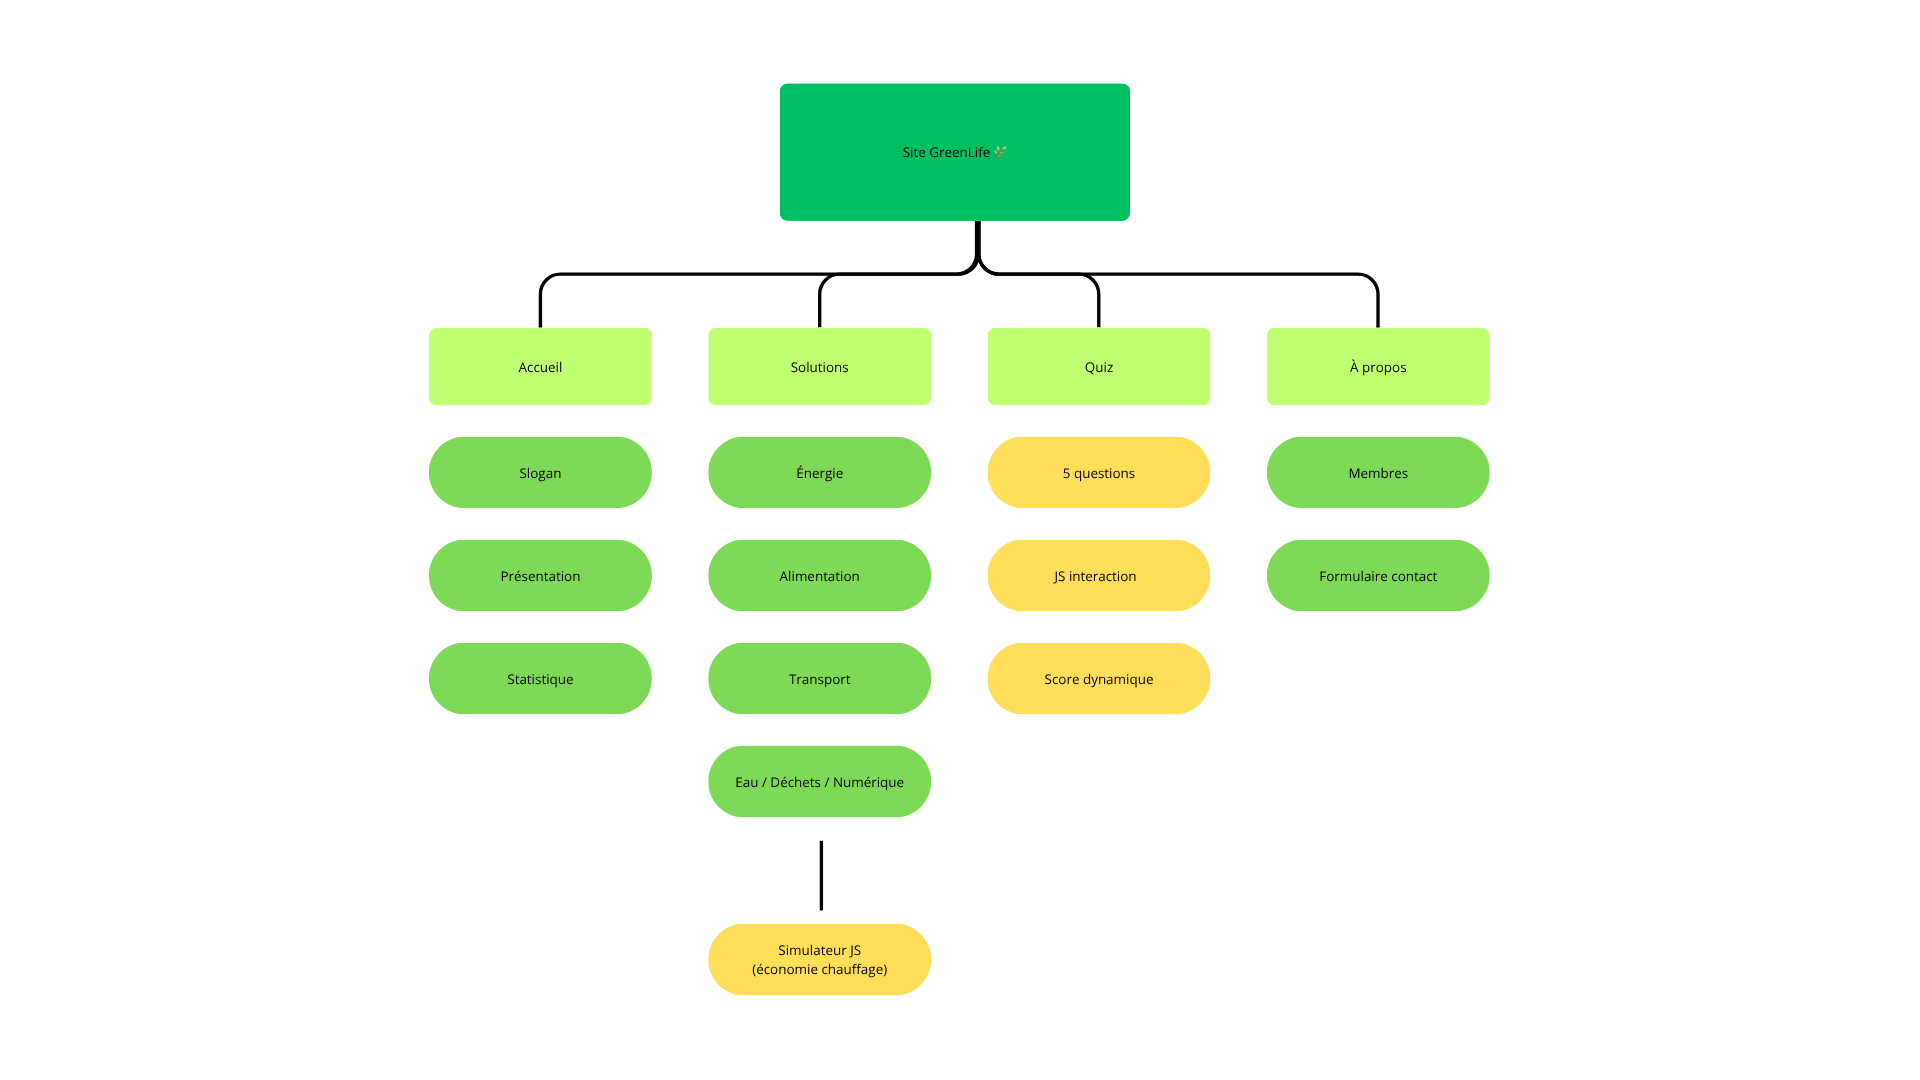 Site GreenLife 🌿
Accueil
Solutions
Quiz
À propos
Slogan
Énergie
5 questions
Membres
Présentation
Alimentation
JS interaction
Formulaire contact
Statistique
Transport
Score dynamique
Eau / Déchets / Numérique
Simulateur JS
(économie chauffage)